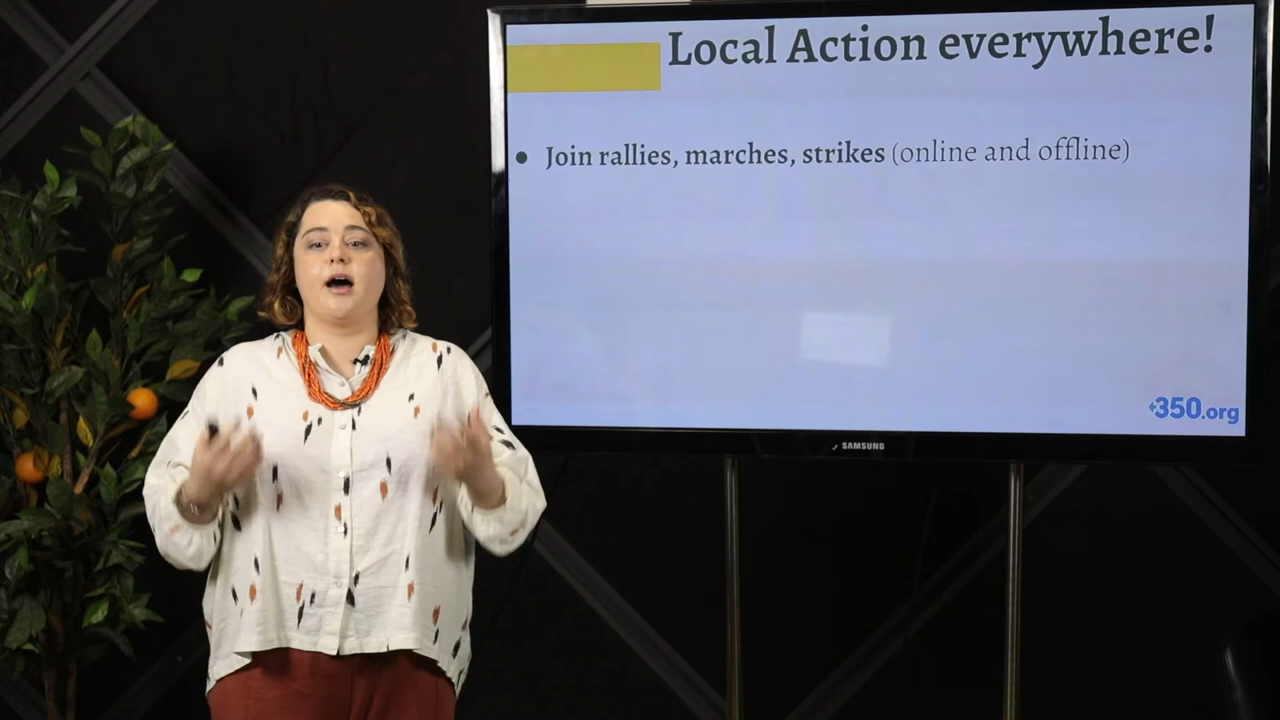 Local Action everywhere!
● Join rallies, marches, strikes (online and offline)
350.org
SAMSUNG